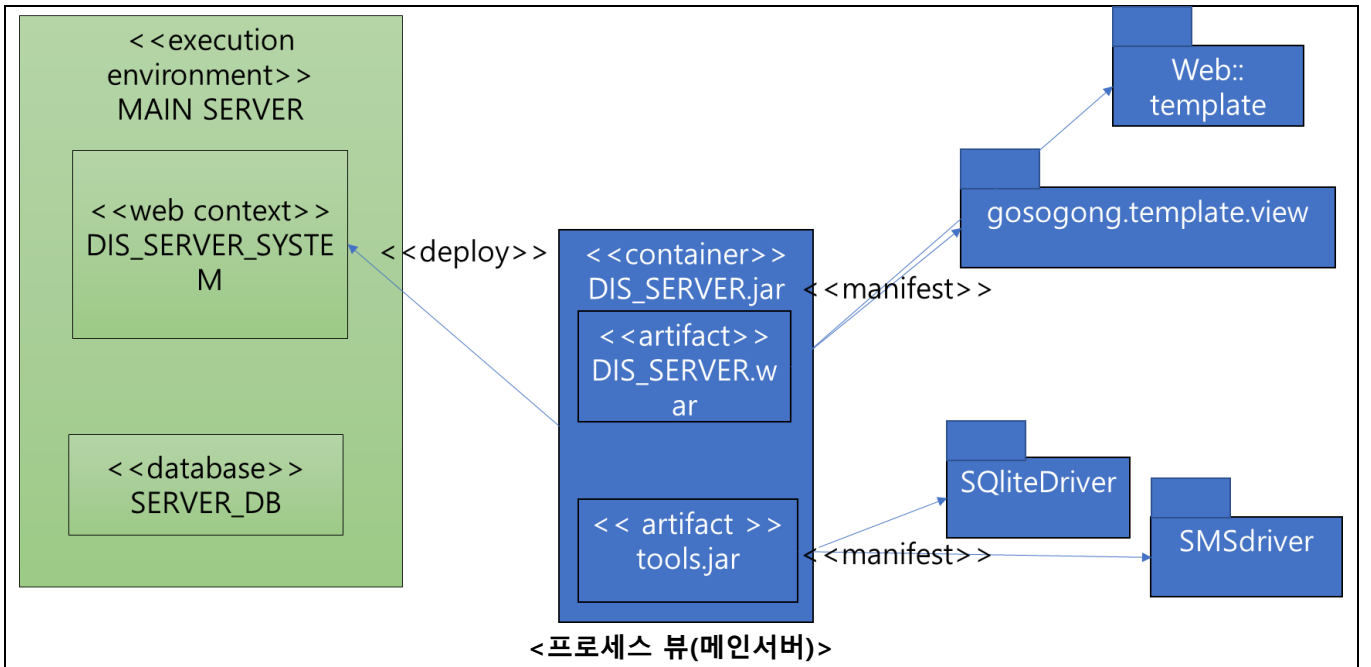 <<execution
environment>>
MAIN SERVER
<<web context>>
DIS_SERVER_SYSTE
M
<<database>>
SERVER_DB
<<deploy>>
<<container>>
DIS_SERVER.jar
<<artifact>>
DIS_SERVER.w
ar
<< artifact >>
tools.jar
<<manifest>>
<<manifest>>
Web::
template
gosogong.template.view
SQliteDriver
SMSdriver
<프로세스 뷰(메인서버)>